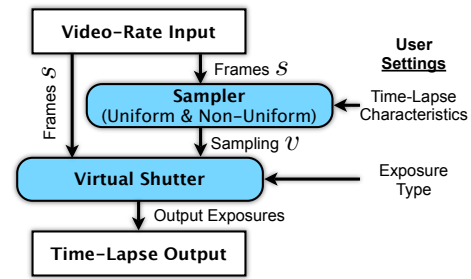 Video-Rate Input
User
Settings
Frames s
Frames s
Sampler
(Uniform & Non-Uniform)
Time-Lapse
Characteristics
Sampling v
Virtual Shutter
Exposure
Type
Output Exposures
Time-Lapse Output